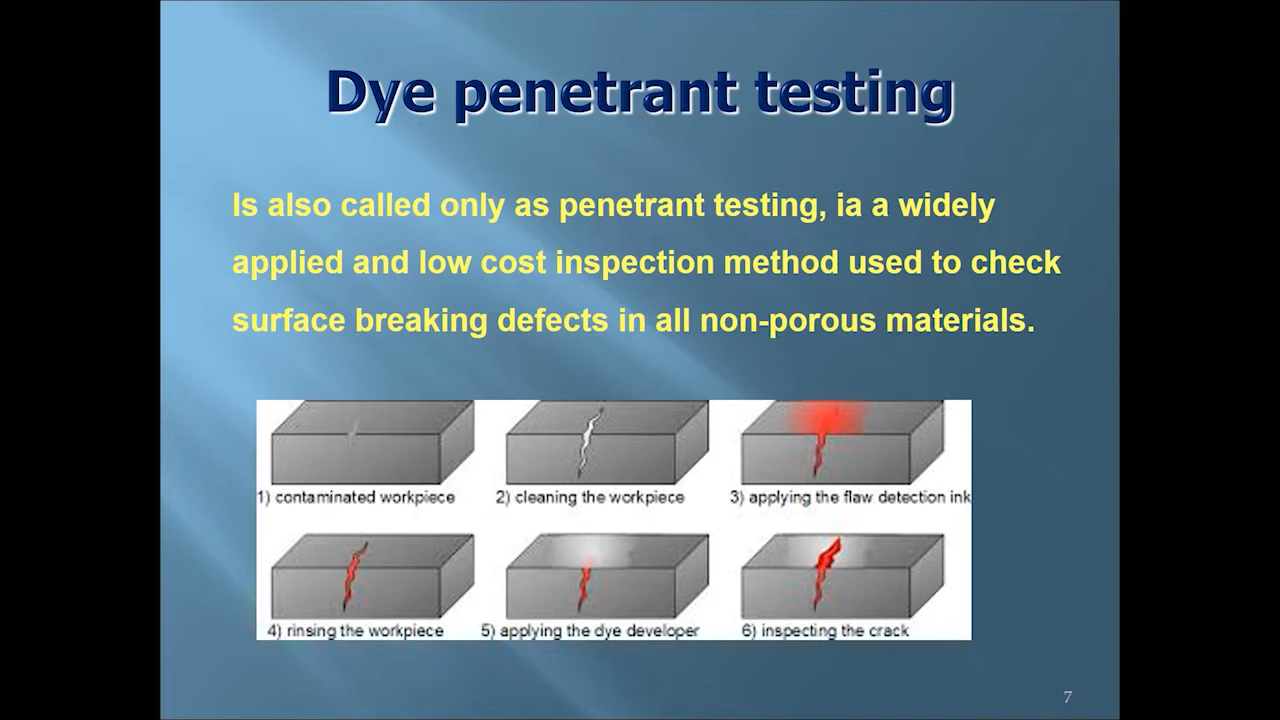 Dye penetrant testing
Is also called only as penetrant testing, ia a widely
applied and low cost inspection method used to check
surface breaking defects in all non-porous materials.
1) contaminated workpiece
2) cleaning the workpiece
3) applying the flaw detection ink
4) rinsing the workpiece
5) applying the dye developer
6) inspecting the crack
7